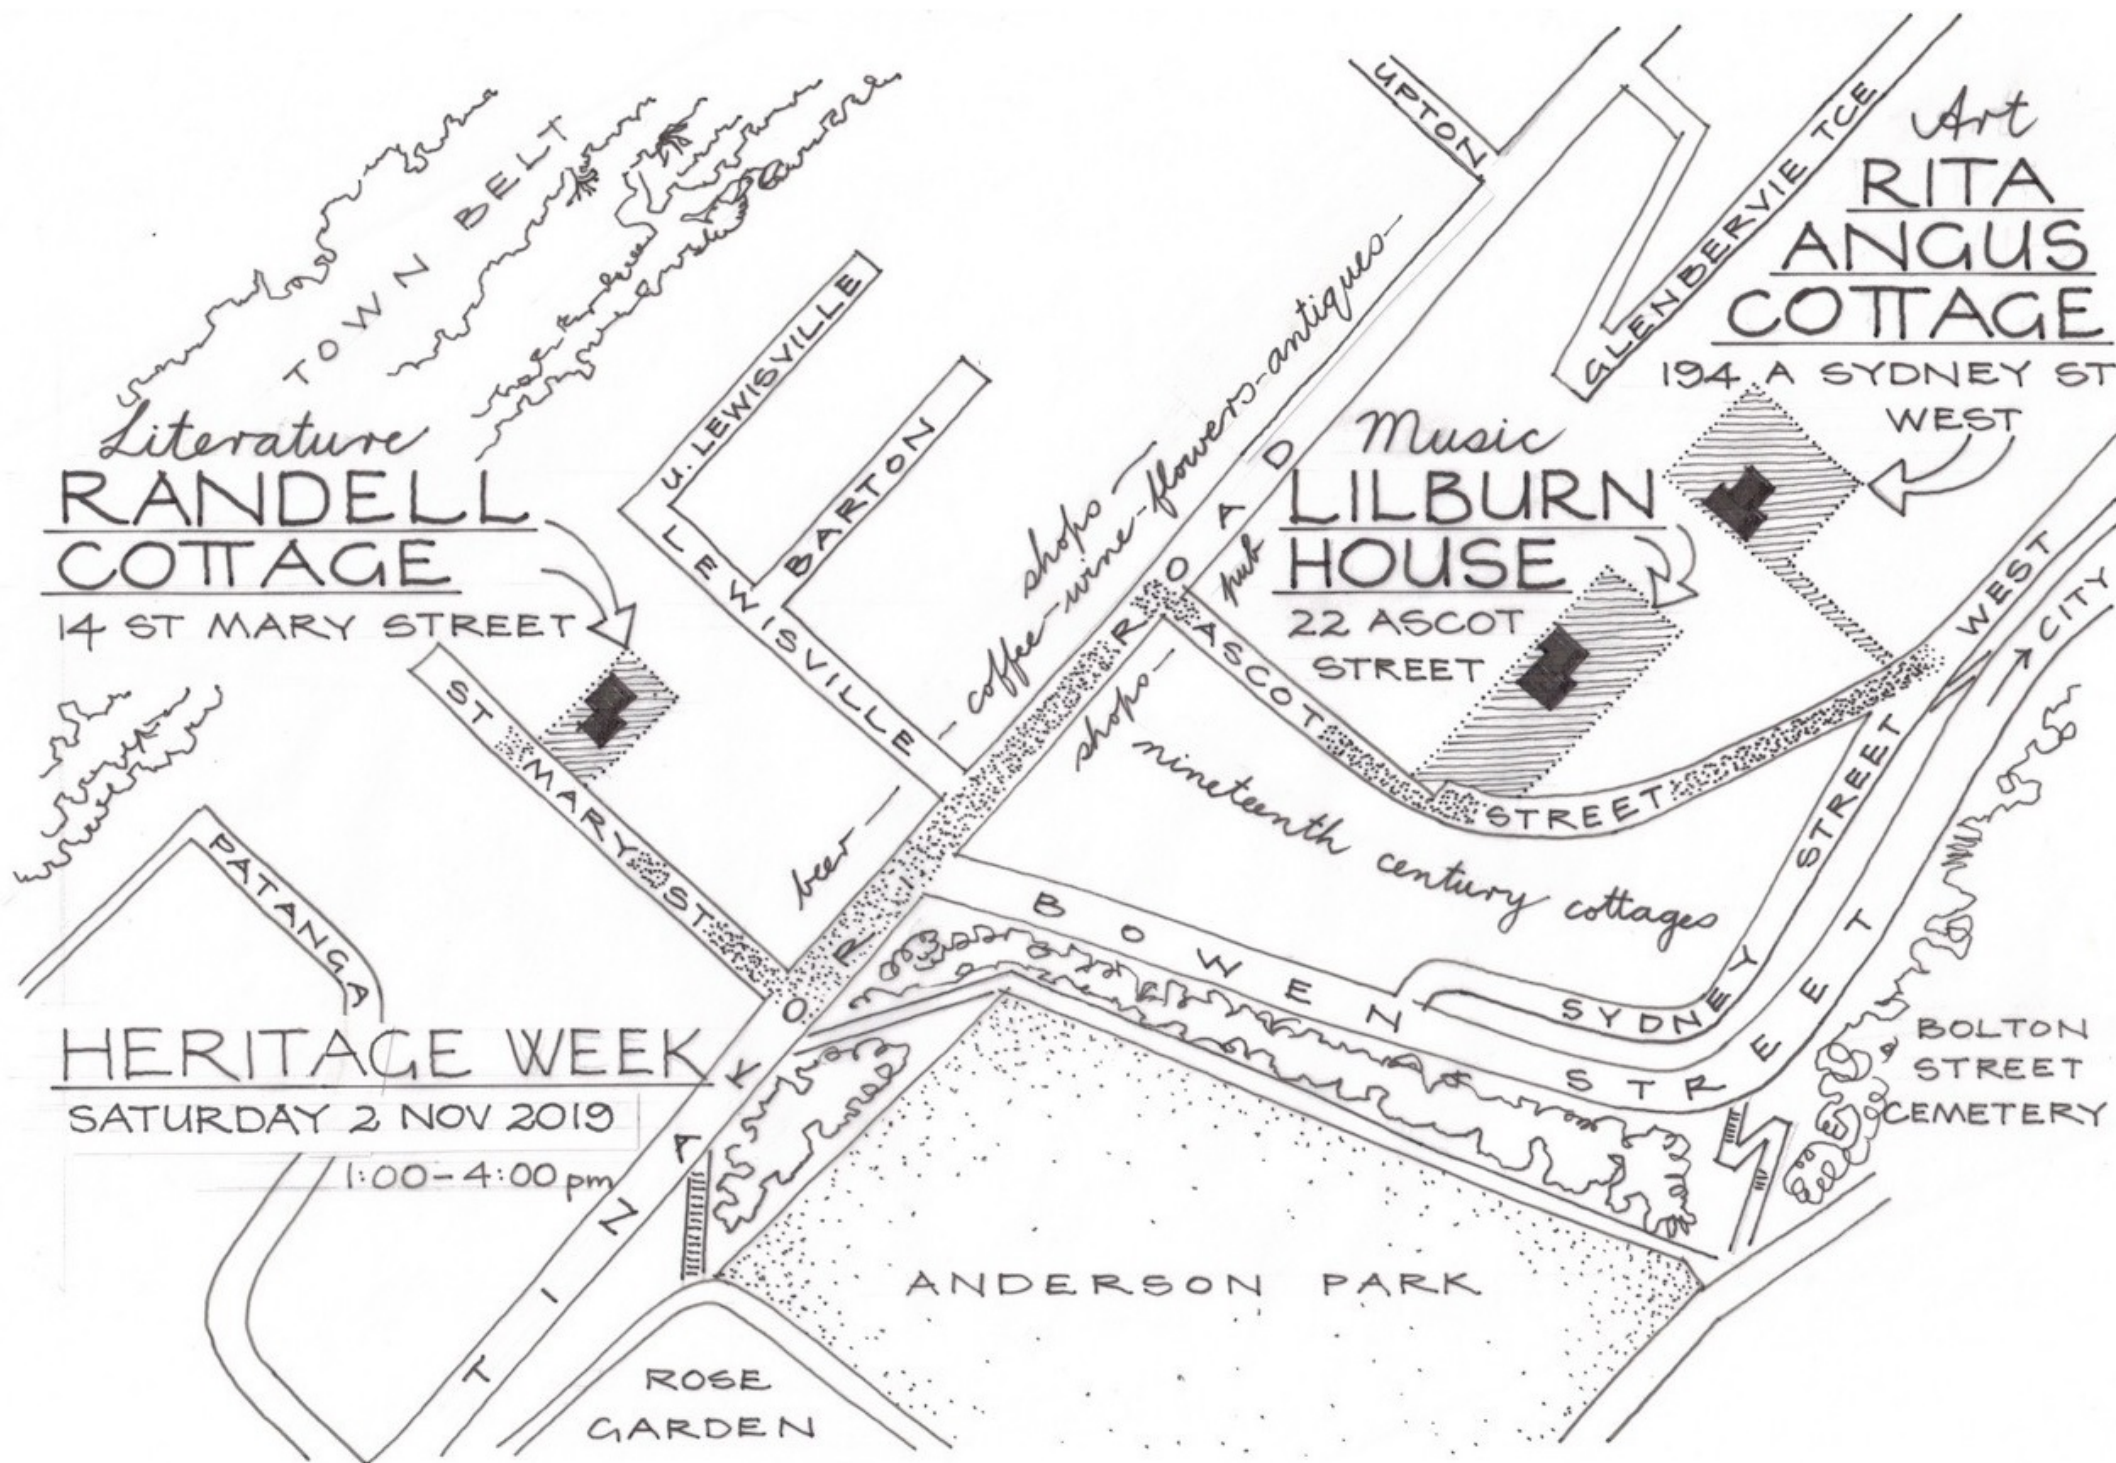 UPTON
GLENBERVIE TCE
Art
RITA
ANGUS
COTTAGE
194 A SYDNEY ST
WEST
TOWN BELT
Literature
RANDELL
COTTAGE
14 ST MARY STREET
U. LEWISVILLE
BARTON
LEWISVILLE
shops -
- coffee - wine - flowers - antiques -
pub
Music
LILBURN
HOUSE
22 ASCOT
STREET
ST MARY ST
beer -
shops -
ASCOT STREET
nineteenth century cottages
WEST
CITY
SYDNEY STREET
PATANGA
TINAKORI ROAD
BOWEN STREET
HERITAGE WEEK
SATURDAY 2 NOV 2019
1:00-4:00 pm
BOLTON
STREET
CEMETERY
ANDERSON PARK
ROSE
GARDEN